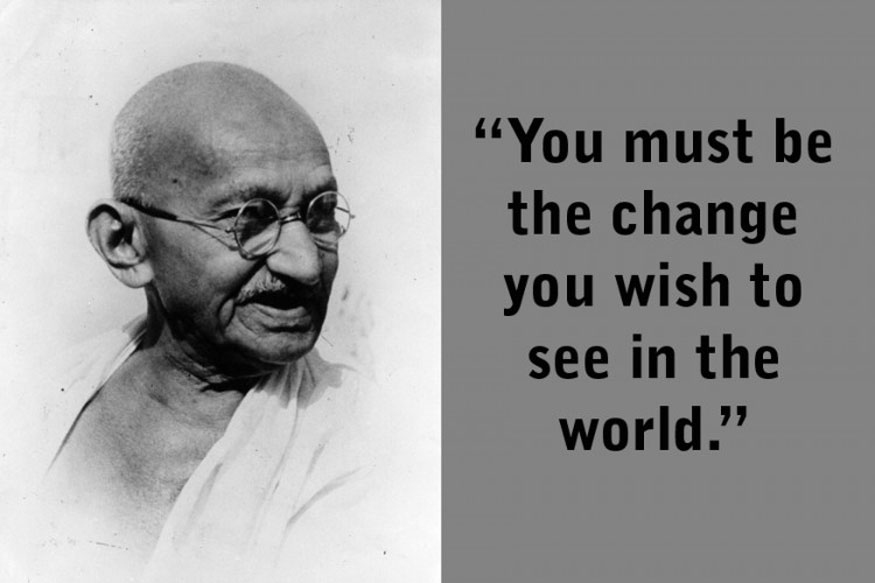 “You must be
the change
you wish to
see in the
world.”